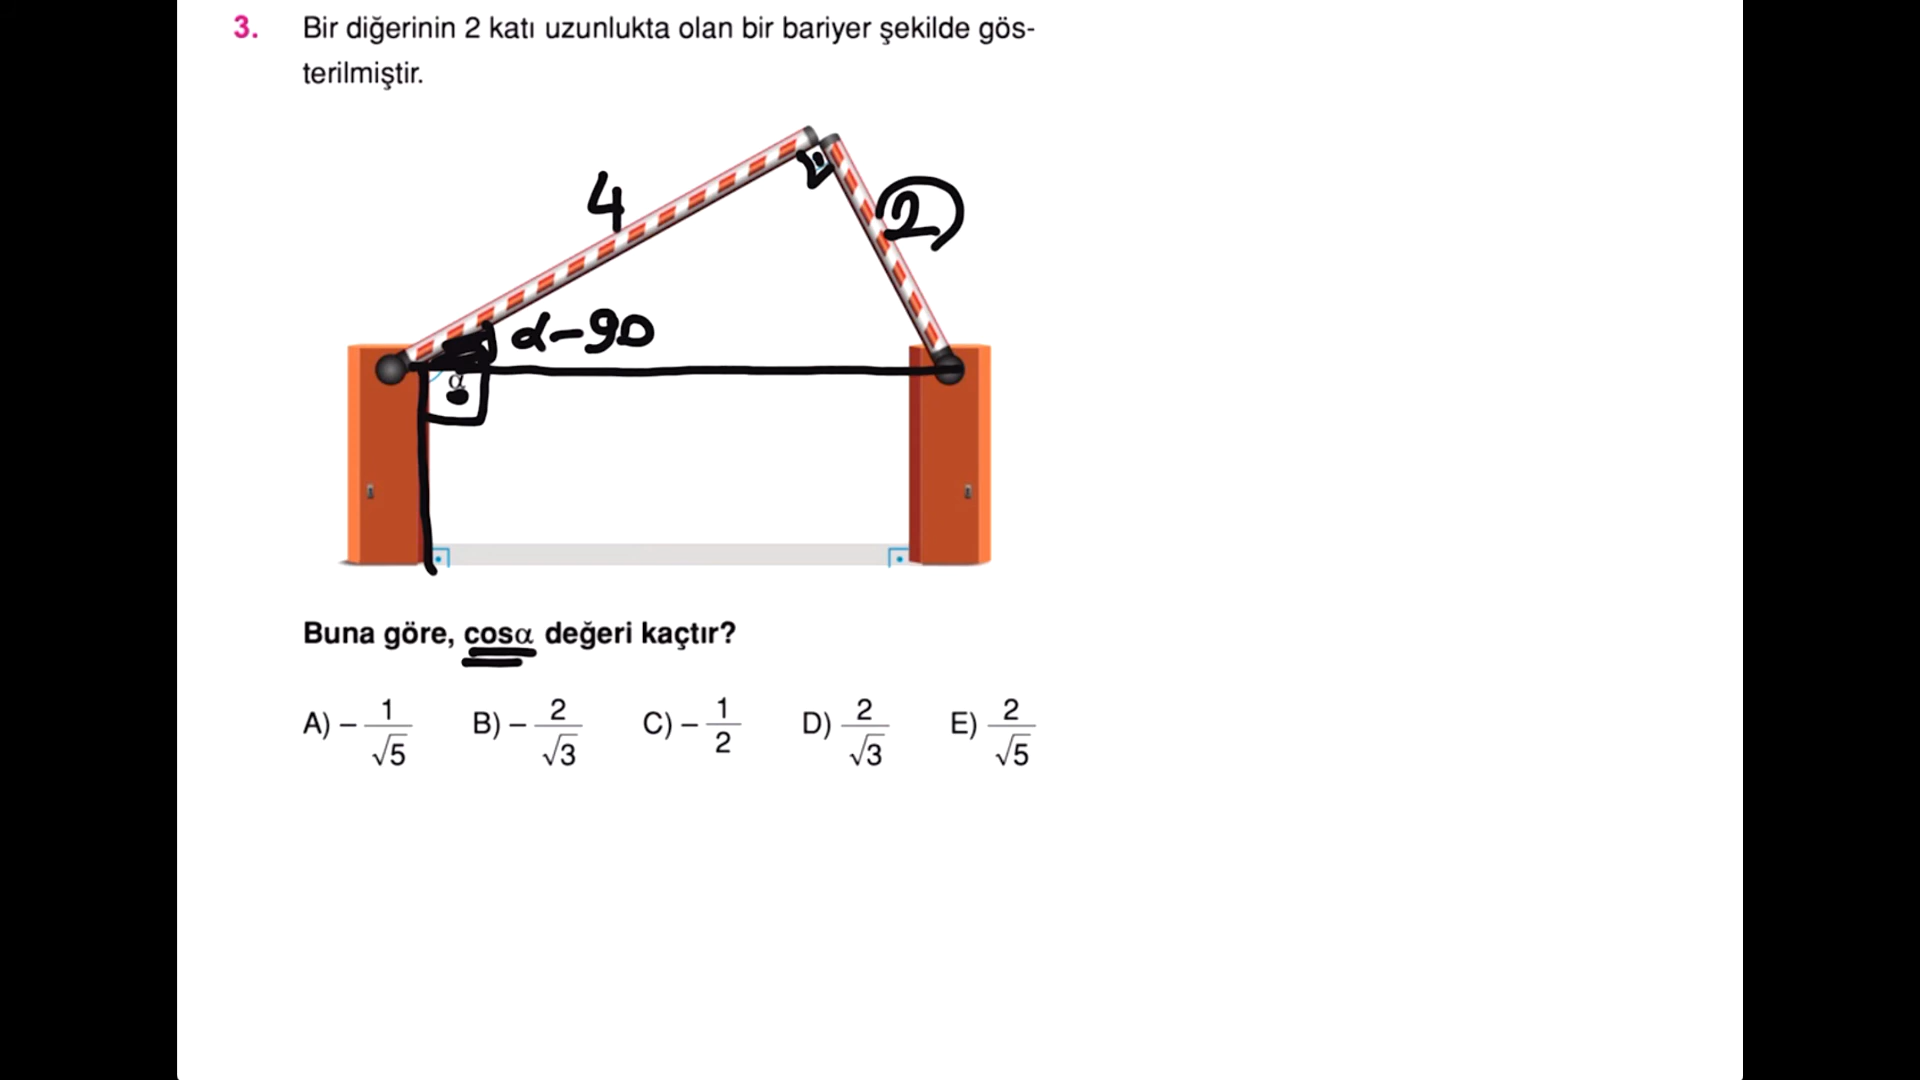 3. Bir diğerinin 2 katı uzunlukta olan bir bariyer şekilde gös-
terilmiştir.
4
2
α-90
α
Buna göre, cosα değeri kaçtır?
A) – 1/√5 B) – 2/√3 C) – 1/2 D) 2/√3 E) 2/√5